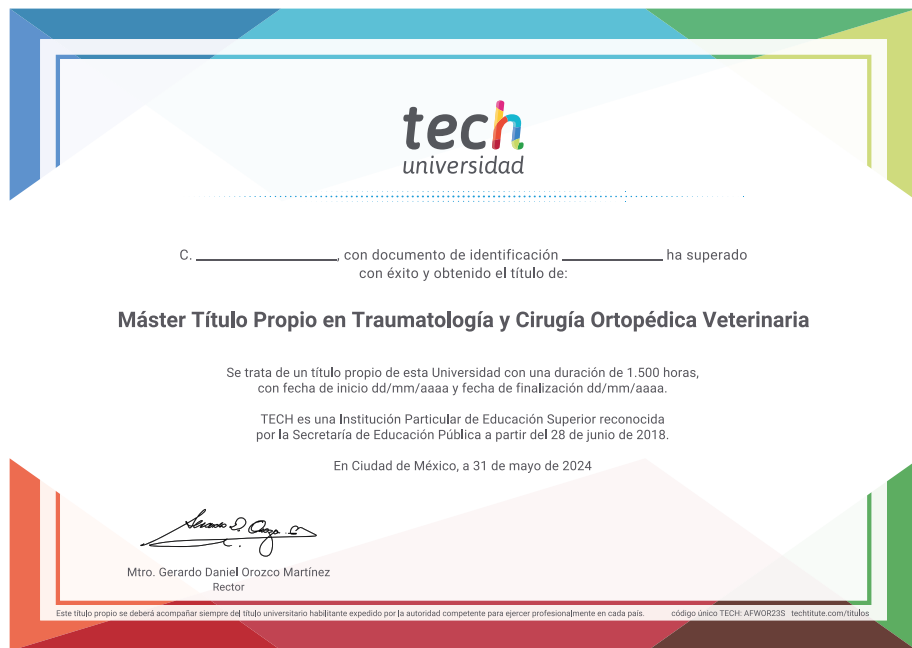 tech
universidad
C. ____________, con documento de identificación ____________ ha superado
con éxito y obtenido el título de:
Máster Título Propio en Traumatología y Cirugía Ortopédica Veterinaria
Se trata de un título propio de esta Universidad con una duración de 1.500 horas,
con fecha de inicio dd/mm/aaaa y fecha de finalización dd/mm/aaaa.
TECH es una Institución Particular de Educación Superior reconocida
por la Secretaría de Educación Pública a partir del 28 de junio de 2018.
En Ciudad de México, a 31 de mayo de 2024
Mtro. Gerardo Daniel Orozco Martínez
Rector
Este título propio se deberá acompañar siempre del título universitario habilitante expedido por la autoridad competente para ejercer profesionalmente en cada país. código único TECH: AFWOR23S techtitute.com/titulos